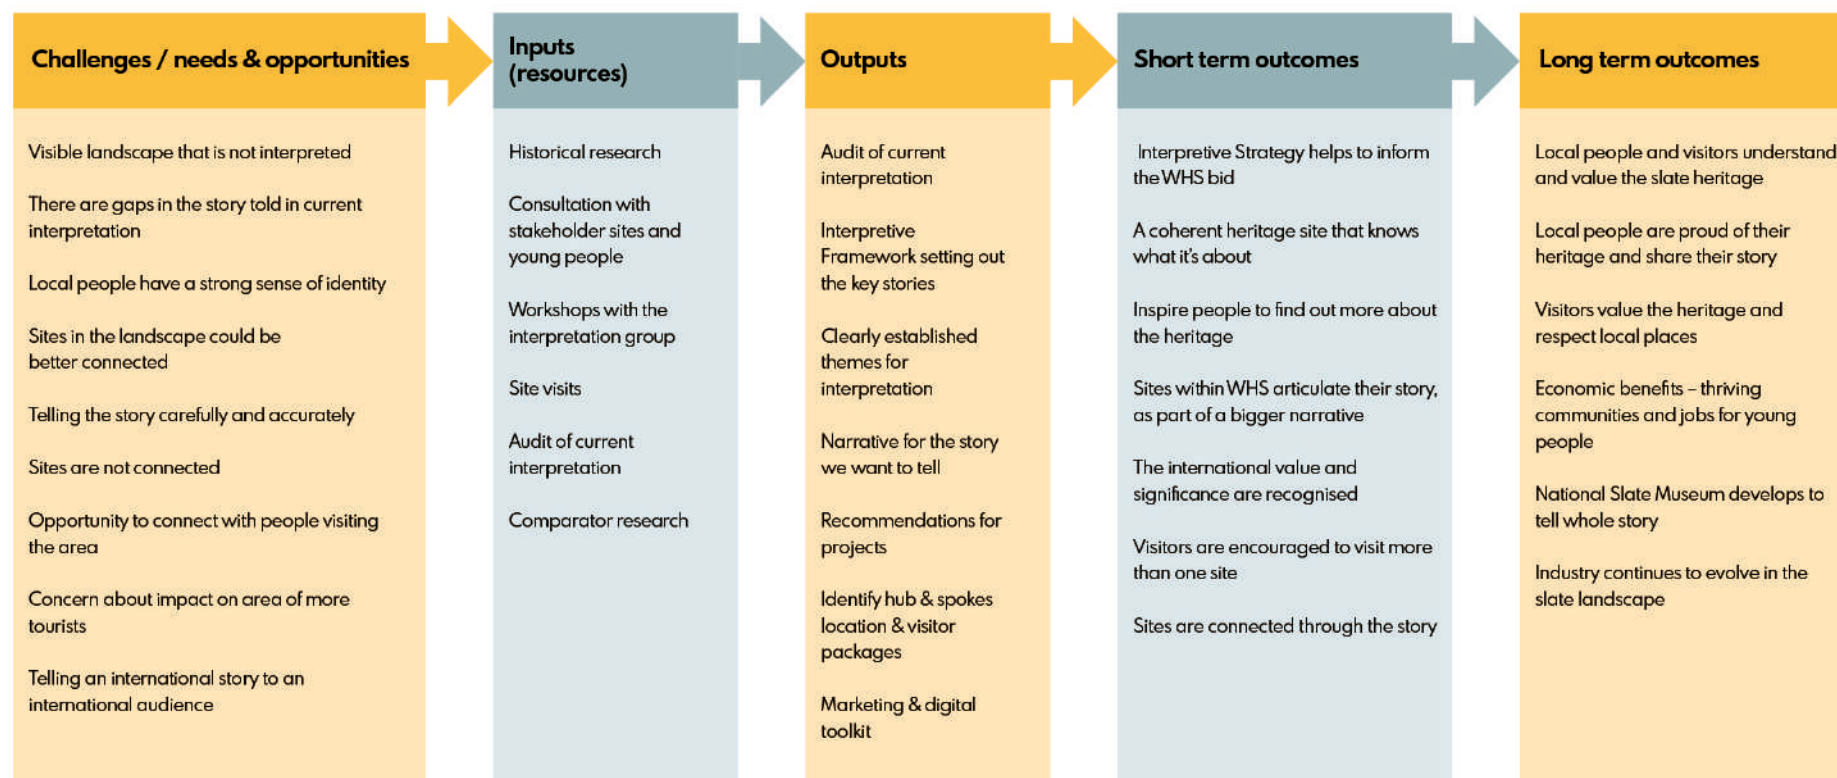 Challenges / needs & opportunities
Visible landscape that is not interpreted
There are gaps in the story told in current
interpretation
Local people have a strong sense of identity
Sites in the landscape could be
better connected
Telling the story carefully and accurately
Sites are not connected
Opportunity to connect with people visiting
the area
Concern about impact on area of more
tourists
Telling an international story to an
international audience
Inputs
(resources)
Historical research
Consultation with
stakeholder sites and
young people
Workshops with the
interpretation group
Site visits
Audit of current
interpretation
Comparator research
Outputs
Audit of current
interpretation
Interpretive
Framework setting out
the key stories
Clearly established
themes for
interpretation
Narrative for the story
we want to tell
Recommendations for
projects
Identify hub & spokes
location & visitor
packages
Marketing & digital
toolkit
Short term outcomes
Interpretive Strategy helps to inform
the WHS bid
A coherent heritage site that knows
what it's about
Inspire people to find out more about
the heritage
Sites within WHS articulate their story,
as part of a bigger narrative
The international value and
significance are recognised
Visitors are encouraged to visit more
than one site
Sites are connected through the story
Long term outcomes
Local people and visitors understand
and value the slate heritage
Local people are proud of their
heritage and share their story
Visitors value the heritage and
respect local places
Economic benefits – thriving
communities and jobs for young
people
National Slate Museum develops to
tell whole story
Industry continues to evolve in the
slate landscape